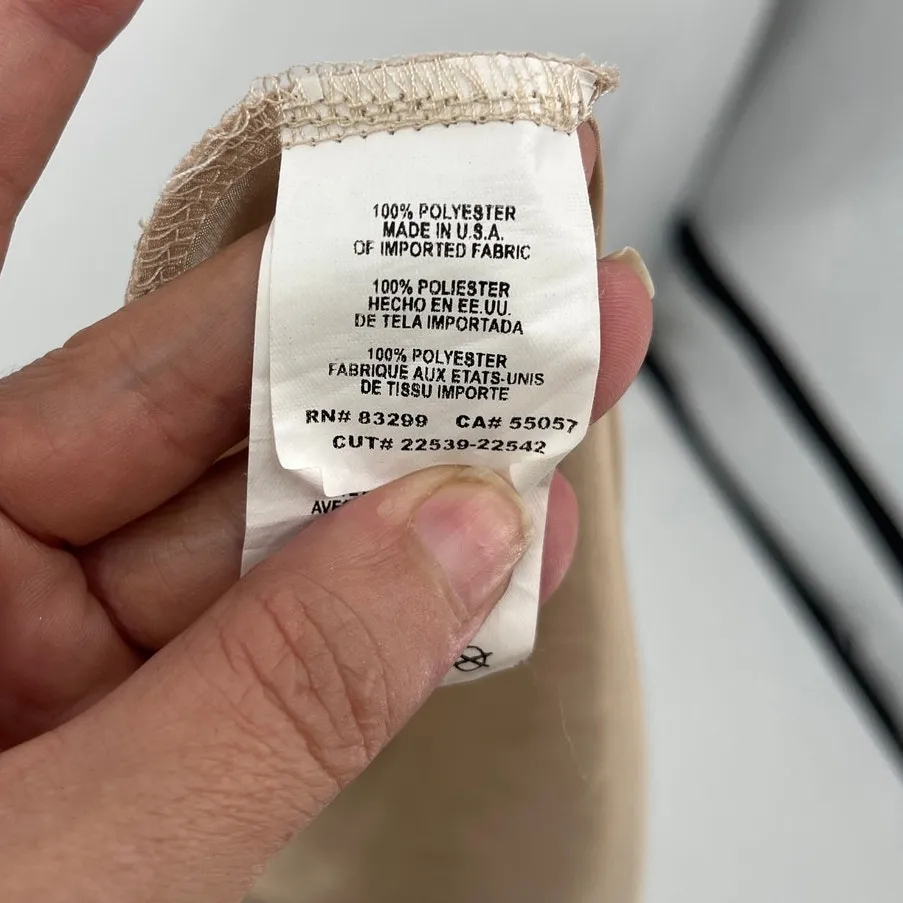 100% POLYESTER
MADE IN U.S.A.
OF IMPORTED FABRIC
100% POLIESTER
HECHO EN EE.UU.
DE TELA IMPORTADA
100% POLYESTER
FABRIQUE AUX ETATS-UNIS
DE TISSU IMPORTE
RN# 83299 CA# 55057
CUT# 22539-22542